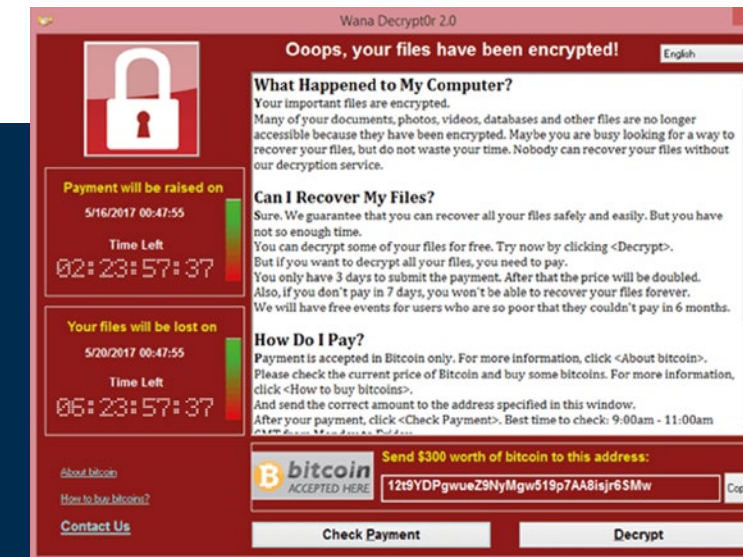 Wana Decrypt0r 2.0
Ooops, your files have been encrypted!
English
What Happened to My Computer?
Your important files are encrypted.
Many of your documents, photos, videos, databases and other files are no longer
accessible because they have been encrypted. Maybe you are busy looking for a way to
recover your files, but do not waste your time. Nobody can recover your files without
our decryption service.
Can I Recover My Files?
Sure. We guarantee that you can recover all your files safely and easily. But you have
not so enough time.
You can decrypt some of your files for free. Try now by clicking <Decrypt>.
But if you want to decrypt all your files, you need to pay.
You only have 3 days to submit the payment. After that the price will be doubled.
Also, if you don't pay in 7 days, you won't be able to recover your files forever.
We will have free events for users who are so poor that they couldn't pay in 6 months.
How Do I Pay?
Payment is accepted in Bitcoin only. For more information, click <About bitcoin>.
Please check the current price of Bitcoin and buy some bitcoins. For more information,
click <How to buy bitcoins>.
And send the correct amount to the address specified in this window.
After your payment, click <Check Payment>. Best time to check: 9:00am - 11:00am
GMT from Monday to Friday
Payment will be raised on
5/16/2017 00:47:55
Time Left
02:23:57:37
Your files will be lost on
5/20/2017 00:47:55
Time Left
06:23:57:37
About bitcoin
How to buy bitcoins?
Contact Us
bitcoin
ACCEPTED HERE
Send $300 worth of bitcoin to this address:
12t9YDPgwueZ9NyMgw519p7AA8isjr6SMw
Cop
Check Payment
Decrypt